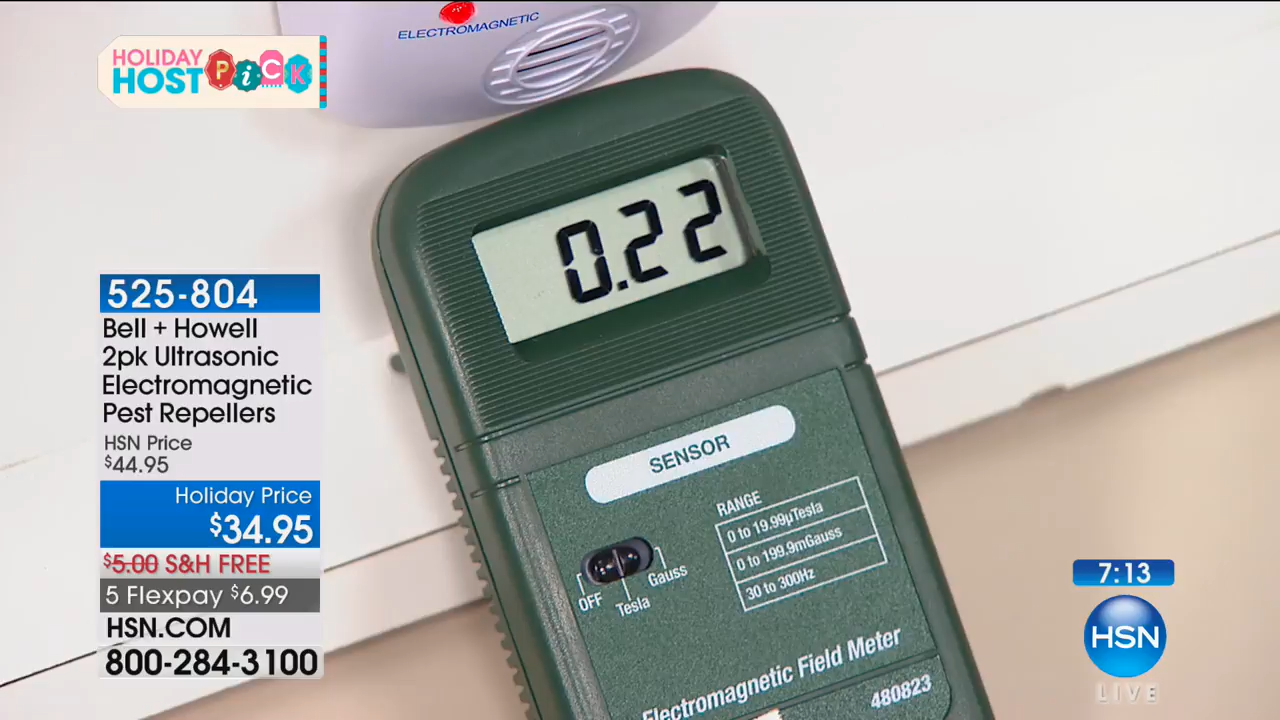 ELECTROMAGNETIC
HOLIDAY
HOST PiCK
0.22
525-804
Bell + Howell
2pk Ultrasonic
Electromagnetic
Pest Repellers
HSN Price
$44.95
Holiday Price
$34.95
$5.00 S&H FREE
5 Flexpay $6.99
HSN.COM
800-284-3100
SENSOR
RANGE
0 to 19.99µTesla
0 to 199.9mGauss
30 to 300Hz
OFF
Tesla
Gauss
Electromagnetic Field Meter
480823
7:13
HSN
LIVE